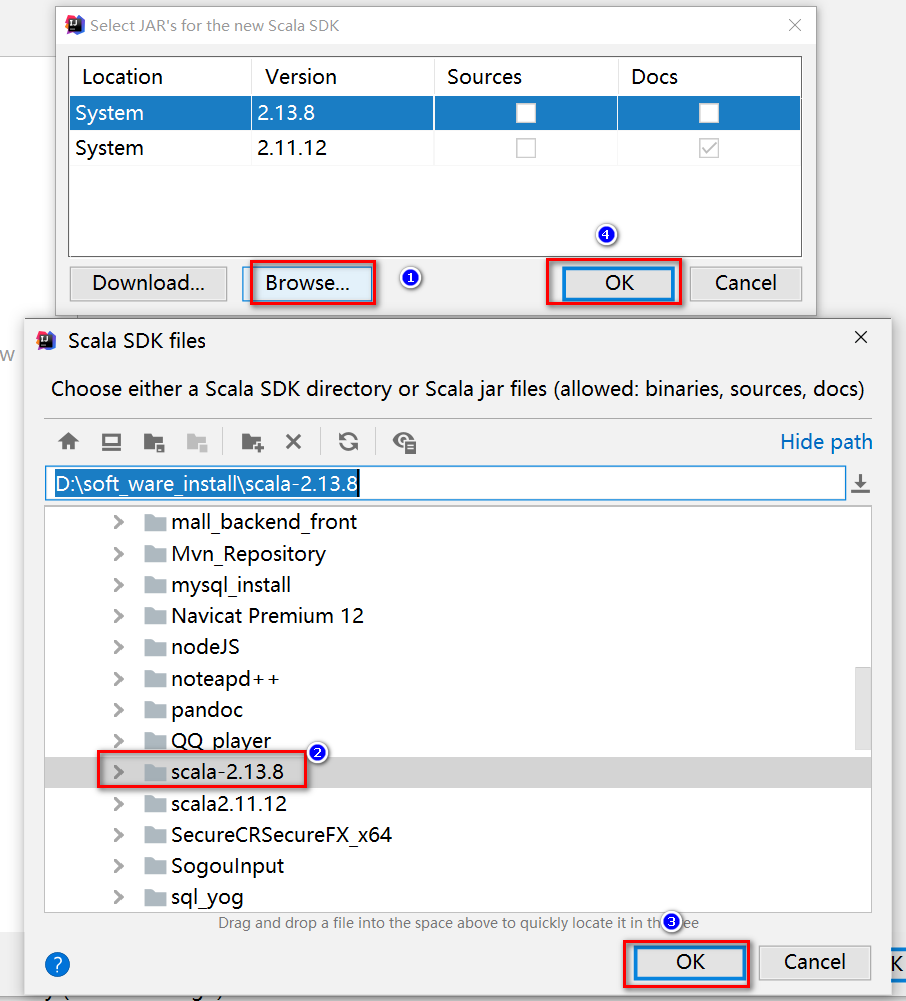 Select JAR's for the new Scala SDK
Location Version Sources Docs
System 2.13.8
System 2.11.12
4
Download... Browse... 1 OK Cancel
Scala SDK files
w
Choose either a Scala SDK directory or Scala jar files (allowed: binaries, sources, docs)
Hide path
D:\soft_ware_install\scala-2.13.8
mall_backend_front
Mvn_Repository
mysql_install
Navicat Premium 12
nodeJS
noteapd++
pandoc
QQ_player
2
scala-2.13.8
scala2.11.12
SecureCRSecureFX_x64
SogouInput
sql_yog
Drag and drop a file into the space above to quickly locate it in th 3 ee
? OK Cancel K